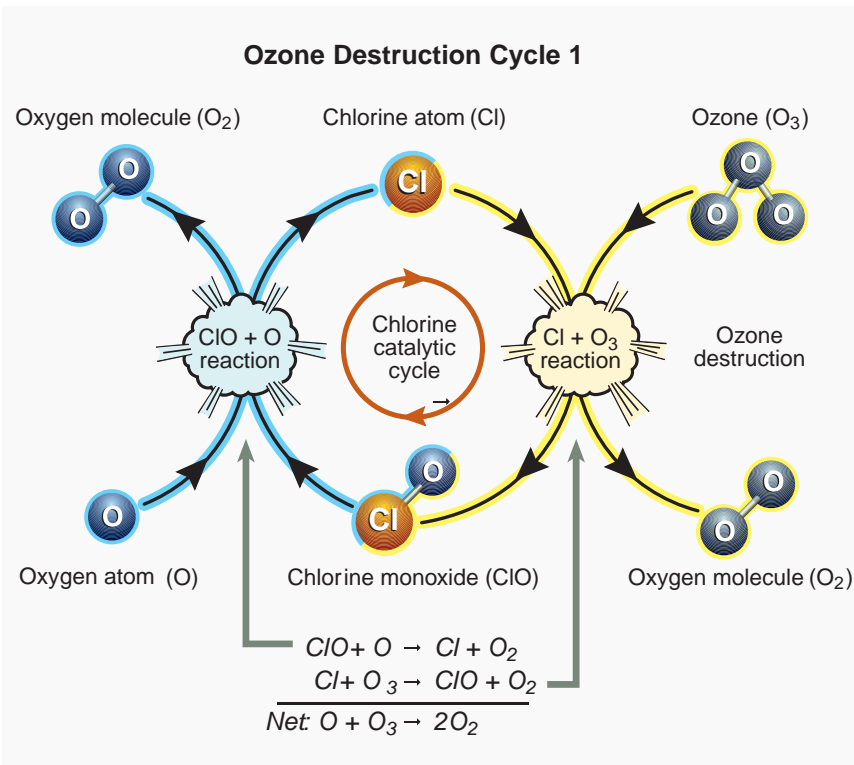 Ozone Destruction Cycle 1
Oxygen molecule (O₂)
Chlorine atom (Cl)
Ozone (O₃)
O
O
Cl
O
O
O
ClO + O
reaction
Chlorine
catalytic
cycle
→
Cl + O₃
reaction
Ozone
destruction
O
Cl
O
O
O
Oxygen atom (O)
Chlorine monoxide (ClO)
Oxygen molecule (O₂)
ClO + O → Cl + O₂
Cl + O₃ → ClO + O₂
Net: O + O₃ → 2O₂